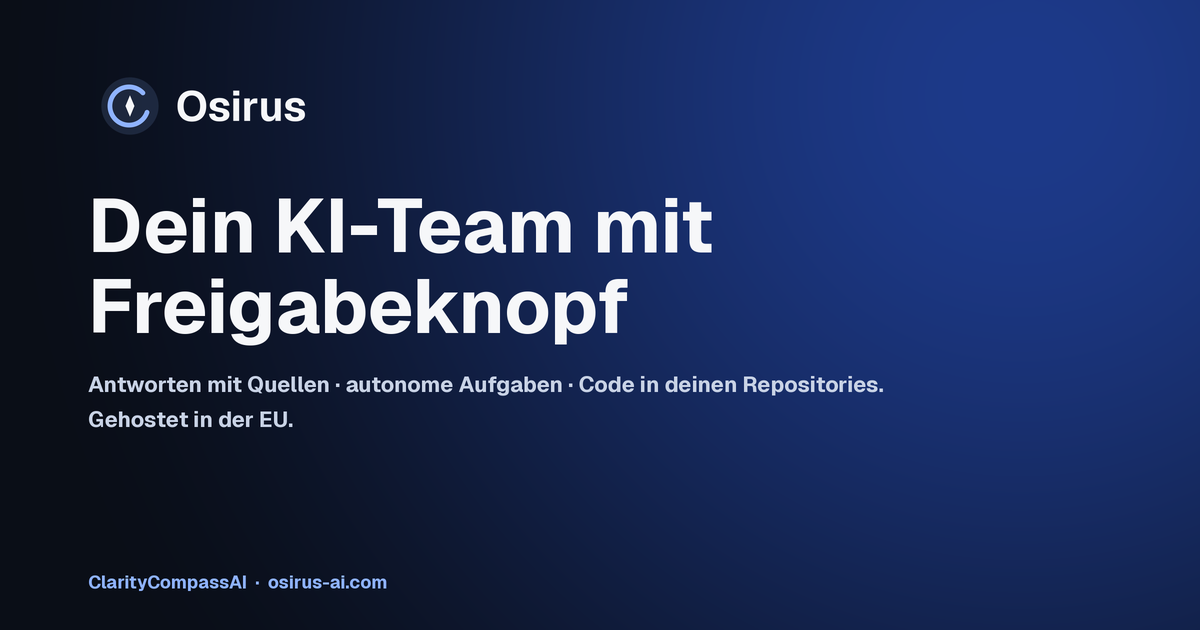 Osirus
Dein KI-Team mit
Freigabeknopf
Antworten mit Quellen · autonome Aufgaben · Code in deinen Repositories.
Gehostet in der EU.
ClarityCompassAI · osirus-ai.com